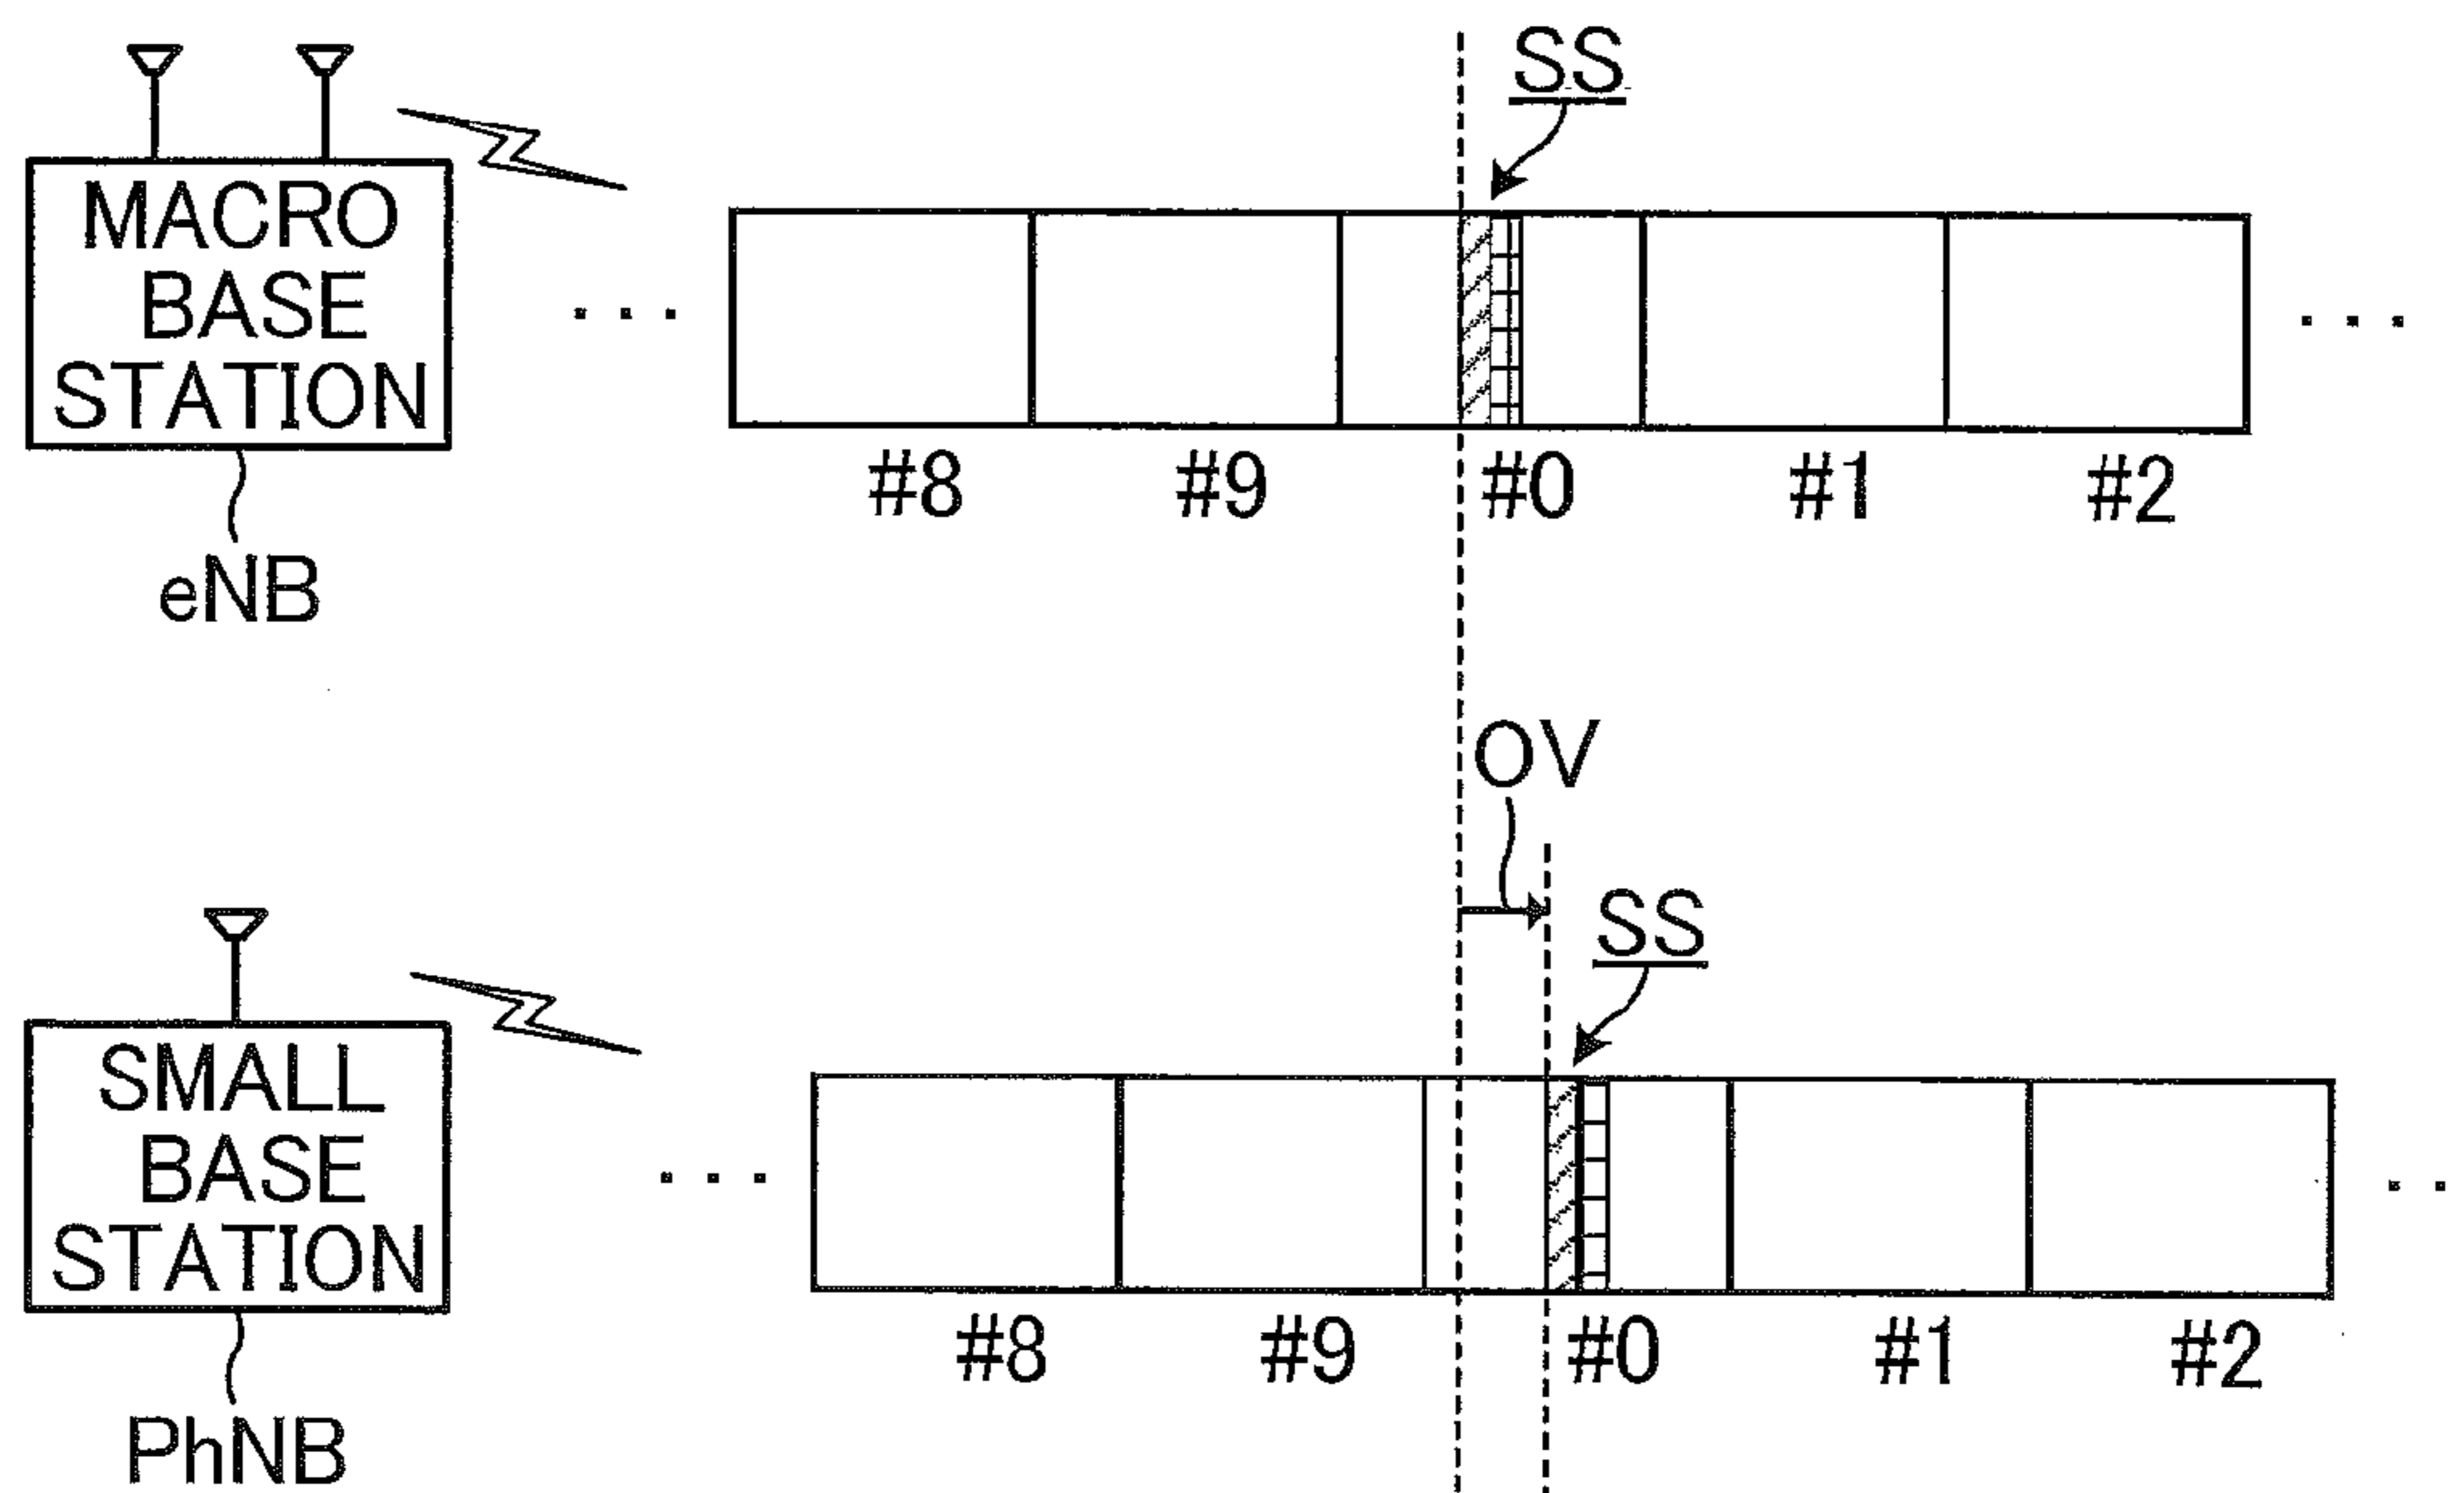 SS
MACRO
BASE
STATION
. . .
. . .
#8 #9 #0 #1 #2
eNB
OV
SS
SMALL
BASE
STATION
. . .
. .
#8 #9 #0 #1 #2
PhNB